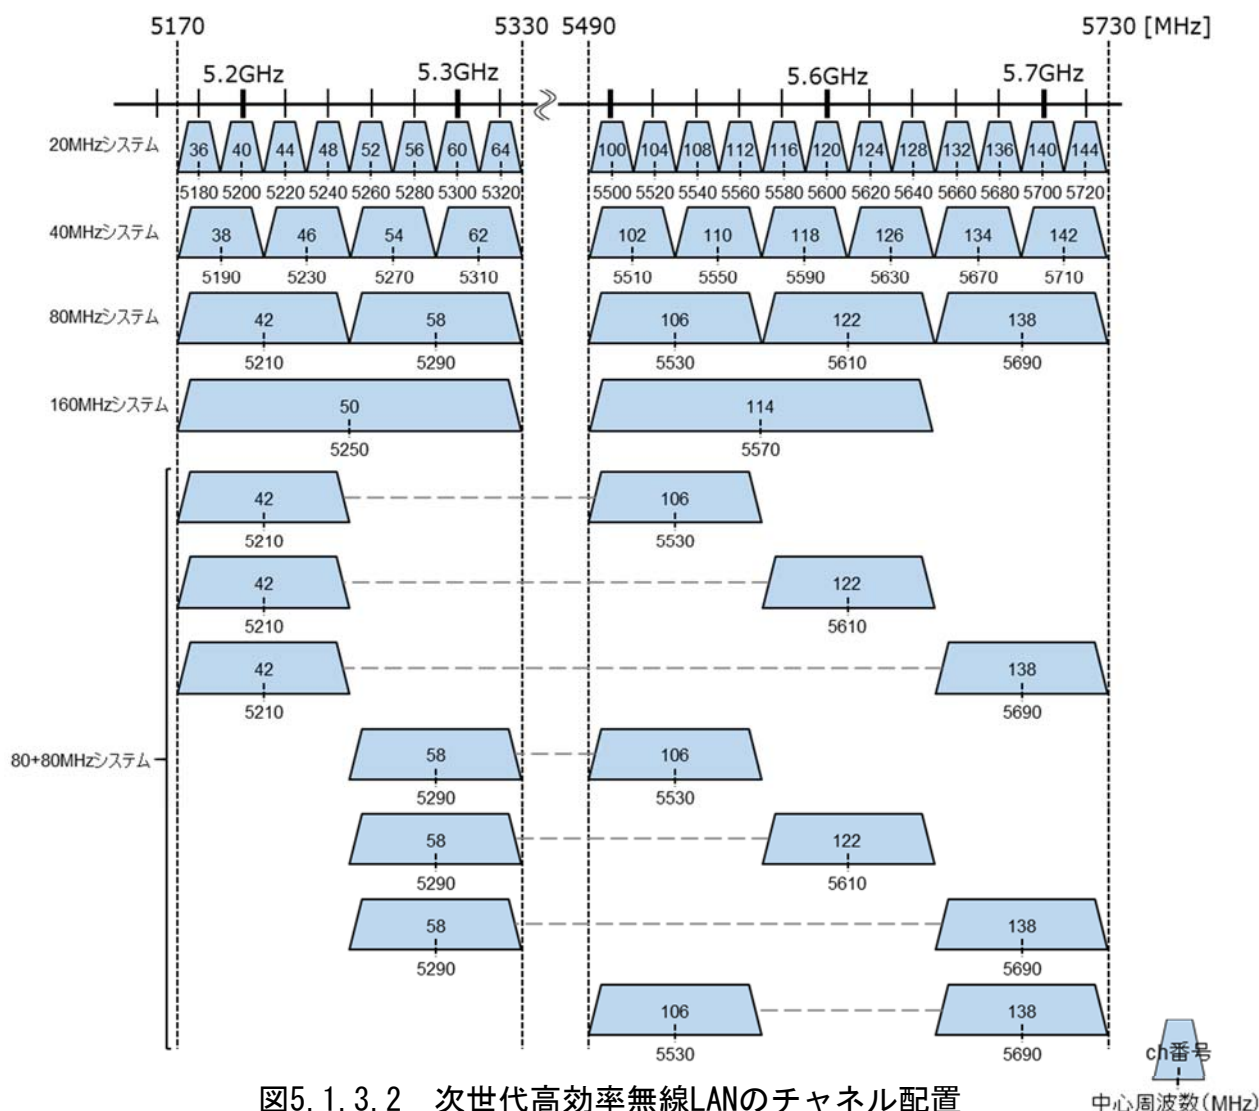 5170 5330 5490 5730 [MHz]
5.2GHz 5.3GHz 5.6GHz 5.7GHz
20MHzシステム 36 40 44 48 52 56 60 64 100 104 108 112 116 120 124 128 132 136 140 144
5180 5200 5220 5240 5260 5280 5300 5320 5500 5520 5540 5560 5580 5600 5620 5640 5660 5680 5700 5720
40MHzシステム 38 46 54 62 102 110 118 126 134 142
5190 5230 5270 5310 5510 5550 5590 5630 5670 5710
80MHzシステム 42 58 106 122 138
5210 5290 5530 5610 5690
160MHzシステム 50 114
5250 5570
42 106
5210 5530
42 122
5210 5610
42 138
5210 5690
80+80MHzシステム 58 106
5290 5530
58 122
5290 5610
58 138
5290 5690
106 138
5530 5690
ch番号
中心周波数(MHz)
図5.1.3.2 次世代高効率無線LANのチャネル配置